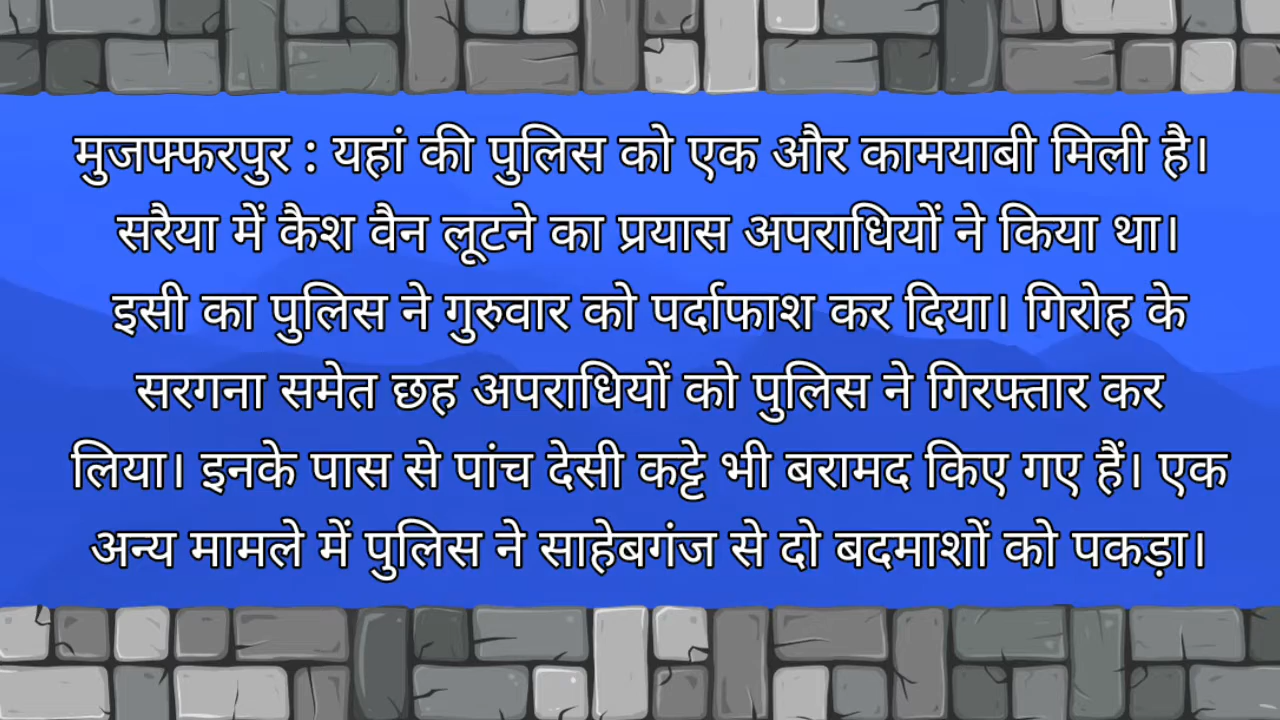 मुजफ्फरपुर : यहां की पुलिस को एक और कामयाबी मिली है।
सरैया में कैश वैन लूटने का प्रयास अपराधियों ने किया था।
इसी का पुलिस ने गुरुवार को पर्दाफाश कर दिया। गिरोह के
सरगना समेत छह अपराधियों को पुलिस ने गिरफ्तार कर
लिया। इनके पास से पांच देसी कट्टे भी बरामद किए गए हैं। एक
अन्य मामले में पुलिस ने साहेबगंज से दो बदमाशों को पकड़ा।